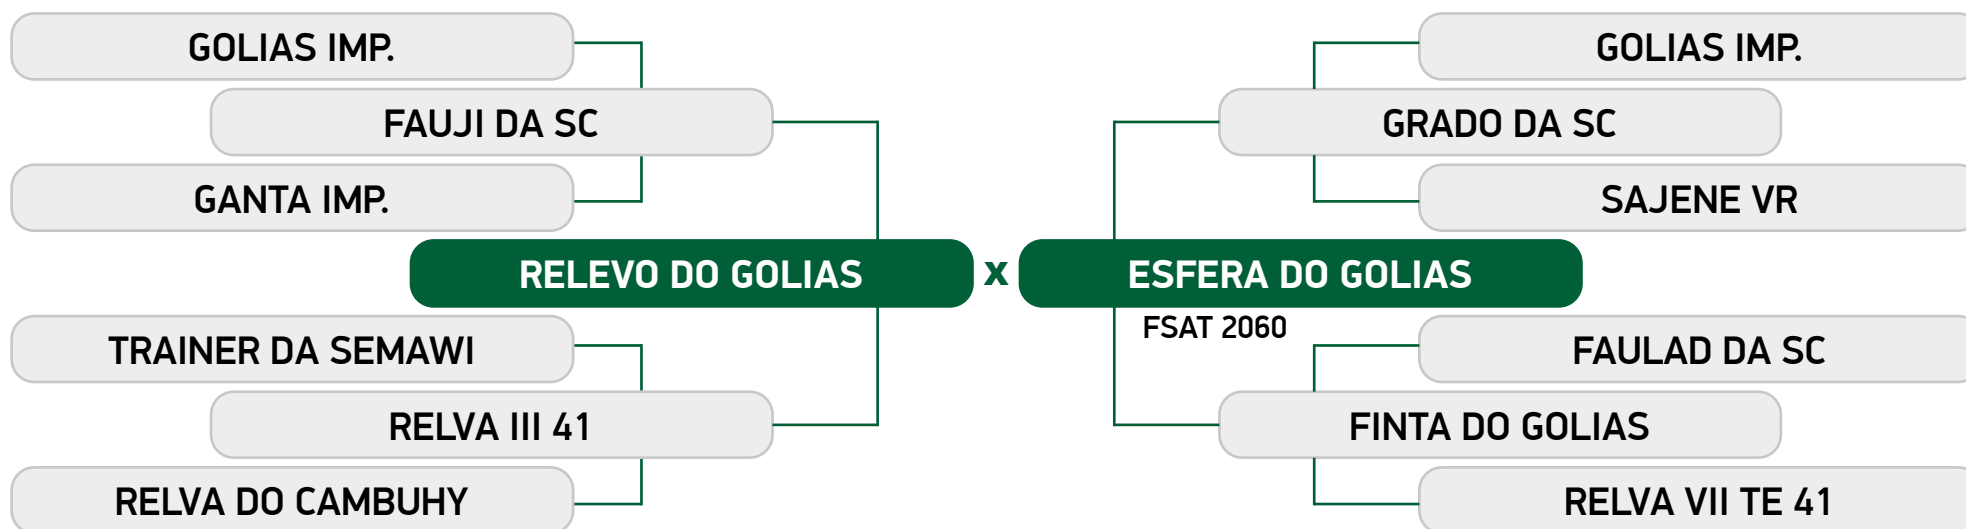 GOLIAS IMP.
GOLIAS IMP.
FAUJI DA SC
GRADO DA SC
GANTA IMP.
SAJENE VR
RELEVO DO GOLIAS x ESFERA DO GOLIAS
FSAT 2060
TRAINER DA SEMAWI
FAULAD DA SC
RELVA III 41
FINTA DO GOLIAS
RELVA DO CAMBUHY
RELVA VII TE 41